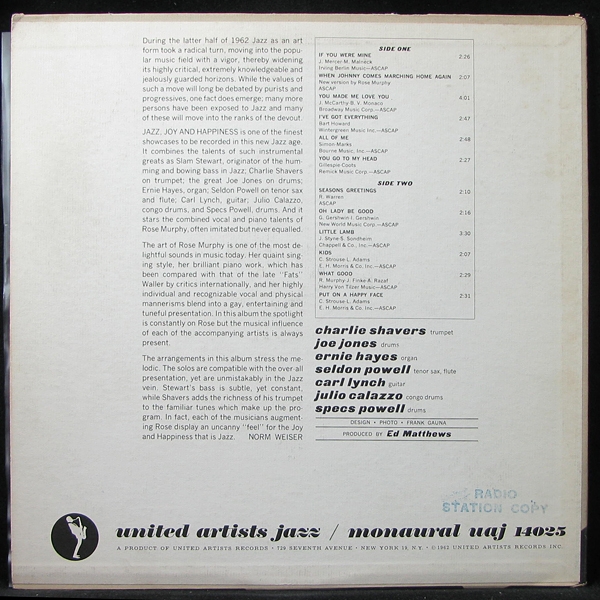 During the latter half of 1962 Jazz as an art
form took a radical turn, moving into the popu-
lar music field with a vigor, thereby widening
its highly critical, extremely knowledgeable and
jealously guarded horizons. While the values of
such a move will long be debated by purists and
progressives, one fact does emerge; many more
persons have been exposed to Jazz and many
of these will move into the ranks of the devout.
JAZZ, JOY AND HAPPINESS is one of the finest
showcases to be recorded in this new Jazz age.
It combines the talents of such instrumental
greats as Slam Stewart, originator of the hum-
ming and bowing bass in Jazz; Charlie Shavers
on trumpet; the great Joe Jones on drums;
Ernie Hayes, organ; Seldon Powell on tenor sax
and flute; Carl Lynch, guitar; Julio Calazzo,
congo drums, and Specs Powell, drums. And it
stars the combined vocal and piano talents of
Rose Murphy, often imitated but never equalled.
The art of Rose Murphy is one of the most de-
lightful sounds in music today. Her quaint sing-
ing style, her brilliant piano work, which has
been compared with that of the late "Fats"
Waller by critics internationally, and her highly
individual and recognizable vocal and physical
mannerisms blend into a gay, entertaining and
tuneful presentation. In this album the spotlight
is constantly on Rose but the musical influence
of each of the accompanying artists is always
present.
The arrangements in this album stress the me-
lodic. The solos are compatible with the over-all
presentation, yet are unmistakably in the Jazz
vein. Stewart's bass is subtle, yet constant,
while Shavers adds the richness of his trumpet
to the familiar tunes which make up the pro-
gram. In fact, each of the musicians augment-
ing Rose display an uncanny "feel" for the Joy
and Happiness that is Jazz. NORM WEISER
SIDE ONE
IF YOU WERE MINE 2:26
J. Mercer-M. Malneck
Irving Berlin Music—ASCAP
WHEN JOHNNY COMES MARCHING HOME AGAIN 2:07
New version by Rose Murphy
ASCAP
YOU MADE ME LOVE YOU 4:01
J. McCarthy-B. V. Monaco
Broadway Music Corp.—ASCAP
I'VE GOT EVERYTHING 2:47
Bart Howard
Wintergreen Music Inc.—ASCAP
ALL OF ME 2:48
Simon-Marks
Bourne Music, Inc.—ASCAP
YOU GO TO MY HEAD 3:27
Gillespie Coots
Remick Music Corp.—ASCAP
SIDE TWO
SEASONS GREETINGS 2:10
R. Warren
ASCAP
OH LADY BE GOOD 2:16
G. Gershwin-I. Gershwin
New World Music Corp.—ASCAP
LITTLE LAMB 3:30
J. Styne-S. Sondheim
Chappell & Co., Inc.—ASCAP
KIDS 2:07
C. Strouse-L. Adams
E. H. Morris & Co. Inc.—ASCAP
WHAT GOOD 2:29
R. Murphy-J. Finke-A. Razaf
Harry Von Tilzer Music—ASCAP
PUT ON A HAPPY FACE 2:31
C. Strouse-L. Adams
E. H. Morris & Co. Inc.—ASCAP
charlie shavers trumpet
joe jones drums
ernie hayes organ
seldon powell tenor sax, flute
carl lynch guitar
julio calazzo congo drums
specs powell drums
DESIGN • PHOTO • FRANK GAUNA
PRODUCED BY Ed Matthews
RADIO
STATION COPY
united artists jazz / monaural uaj 14025
A PRODUCT OF UNITED ARTISTS RECORDS • 729 SEVENTH AVENUE • NEW YORK 19, N.Y. • ©1962 UNITED ARTISTS RECORDS INC.